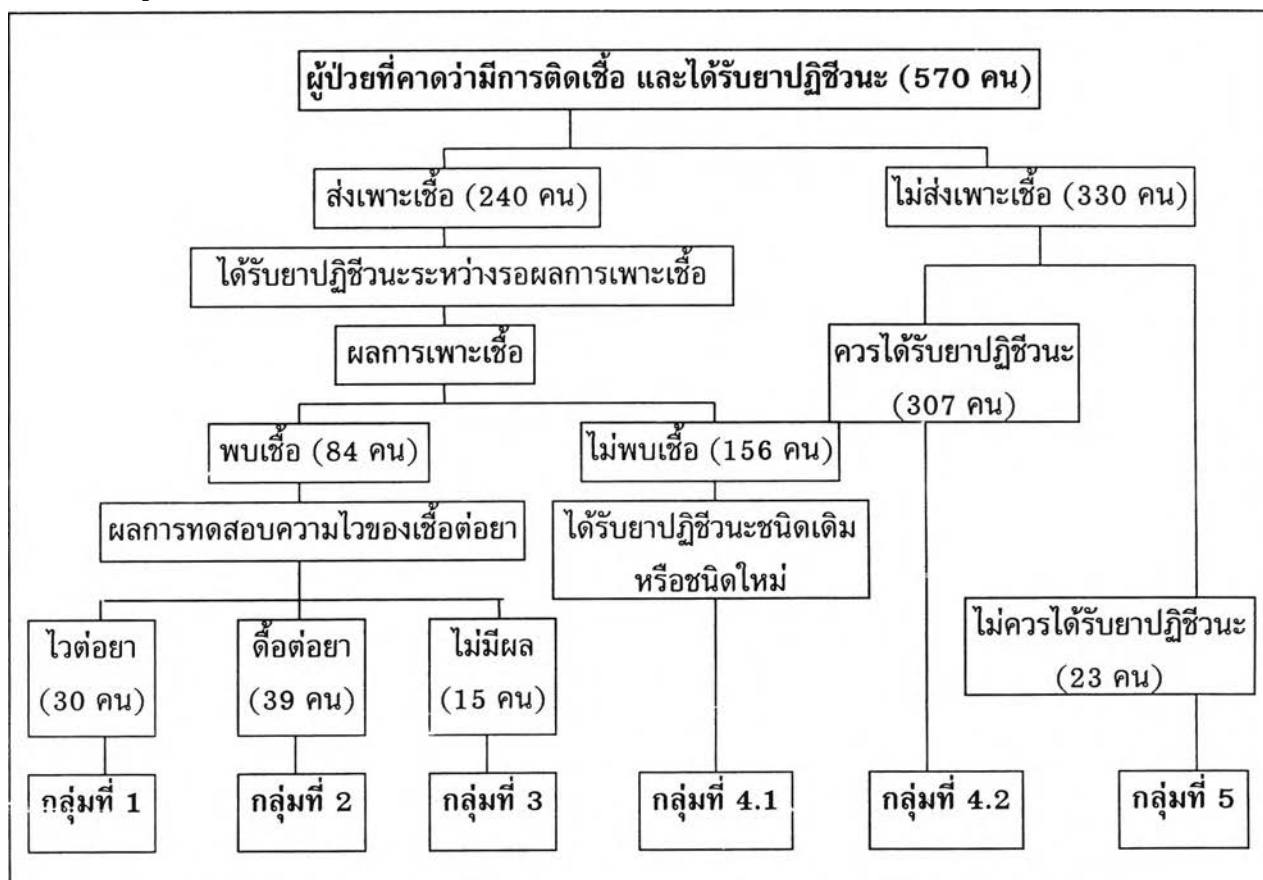 ผู้ป่วยที่คาดว่ามีการติดเชื้อ และได้รับยาปฏิชีวนะ (570 คน)
ส่งเพาะเชื้อ (240 คน)
ไม่ส่งเพาะเชื้อ (330 คน)
ได้รับยาปฏิชีวนะระหว่างรอผลการเพาะเชื้อ
ผลการเพาะเชื้อ
ควรได้รับยาปฏิชีวนะ
(307 คน)
พบเชื้อ (84 คน)
ไม่พบเชื้อ (156 คน)
ผลการทดสอบความไวของเชื้อต่อยา
ได้รับยาปฏิชีวนะชนิดเดิม
หรือชนิดใหม่
ไวต่อยา
(30 คน)
ดื้อต่อยา
(39 คน)
ไม่มีผล
(15 คน)
ไม่ควรได้รับยาปฏิชีวนะ
(23 คน)
กลุ่มที่ 1
กลุ่มที่ 2
กลุ่มที่ 3
กลุ่มที่ 4.1
กลุ่มที่ 4.2
กลุ่มที่ 5